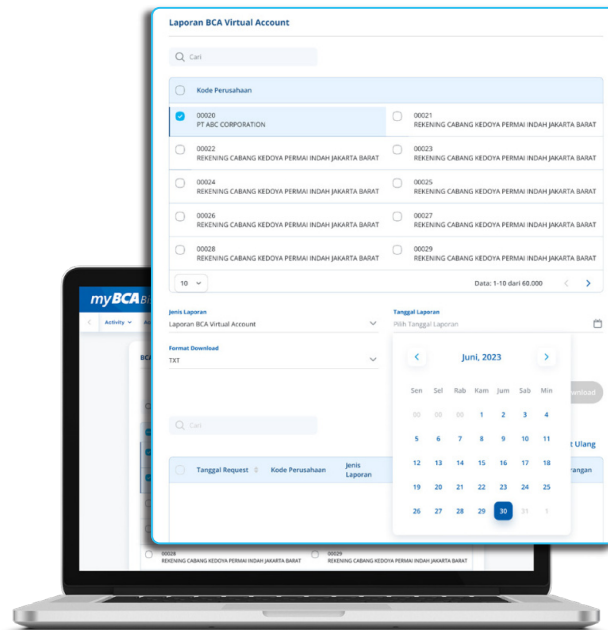 Laporan BCA Virtual Account
Cari
Kode Perusahaan
00020
PT ABC CORPORATION
00021
REKENING CABANG KEDOYA PERMAI INDAH JAKARTA BARAT
00022
REKENING CABANG KEDOYA PERMAI INDAH JAKARTA BARAT
00023
REKENING CABANG KEDOYA PERMAI INDAH JAKARTA BARAT
00024
REKENING CABANG KEDOYA PERMAI INDAH JAKARTA BARAT
00025
REKENING CABANG KEDOYA PERMAI INDAH JAKARTA BARAT
00026
REKENING CABANG KEDOYA PERMAI INDAH JAKARTA BARAT
00027
REKENING CABANG KEDOYA PERMAI INDAH JAKARTA BARAT
00028
REKENING CABANG KEDOYA PERMAI INDAH JAKARTA BARAT
00029
REKENING CABANG KEDOYA PERMAI INDAH JAKARTA BARAT
10
Data: 1-10 dari 60.000
Jenis Laporan
Laporan BCA Virtual Account
Tanggal Laporan
Pilih Tanggal Laporan
Format Download
TXT
Juni, 2023
Sen Sel Rab Kam Jum Sab Min
00 00 00 1 2 3 4
5 6 7 8 9 10 11
12 13 14 15 16 17 18
19 20 21 22 23 24 25
26 27 28 29 30 31 1
wnload
Cari
t Ulang
Tanggal Request
Kode Perusahaan
Jenis
Laporan
rangan
myBCA
Activity
BC
00028
REKENING CABANG KEDOYA PERMAI INDAH JAKARTA BARAT
00029
REKENING CABANG KEDOYA PERMAI INDAH JAKARTA BARAT